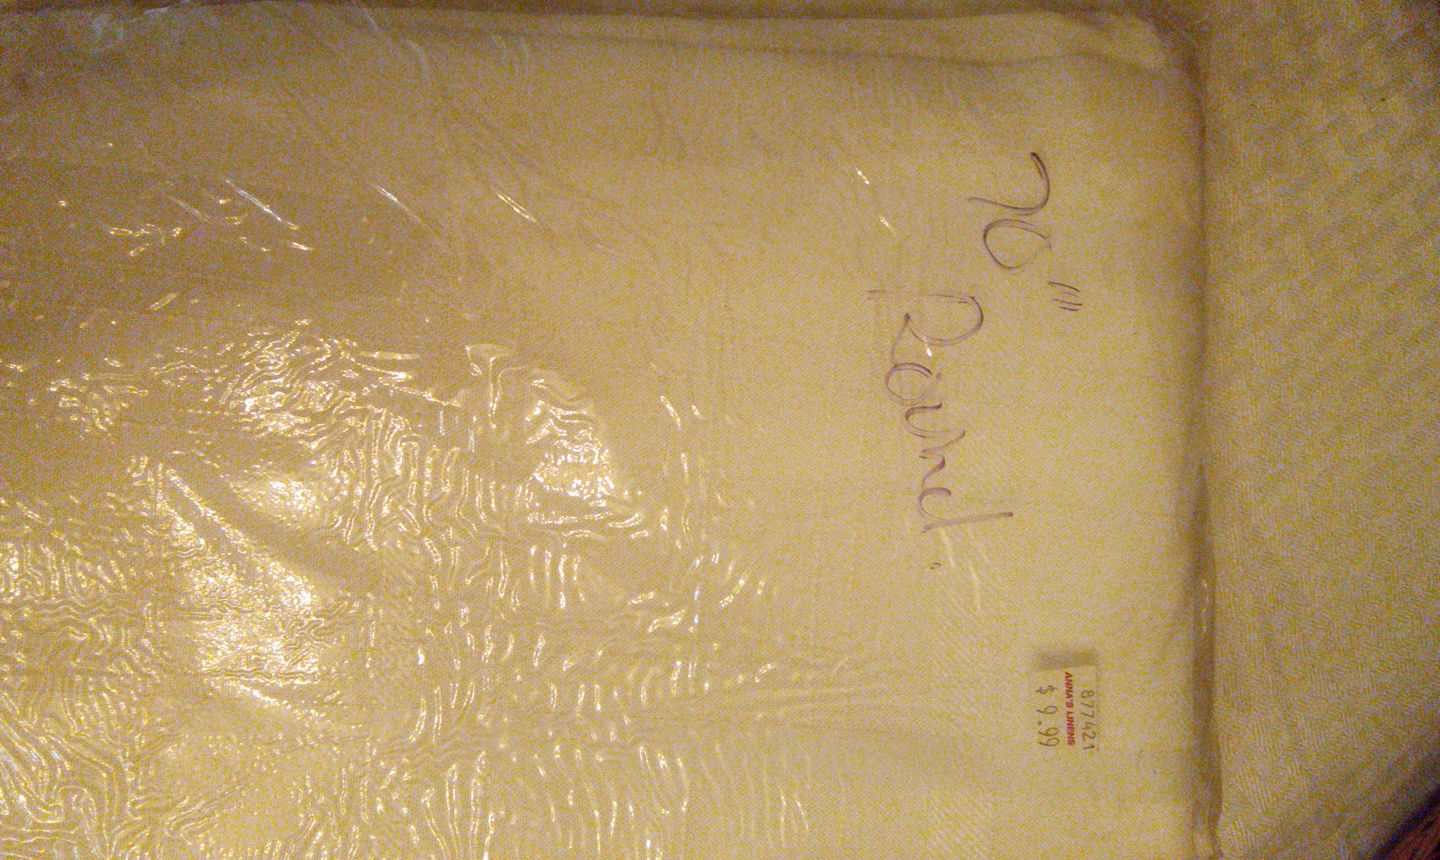 70"
Round.
877421
ANNA'S LINENS
$9.99